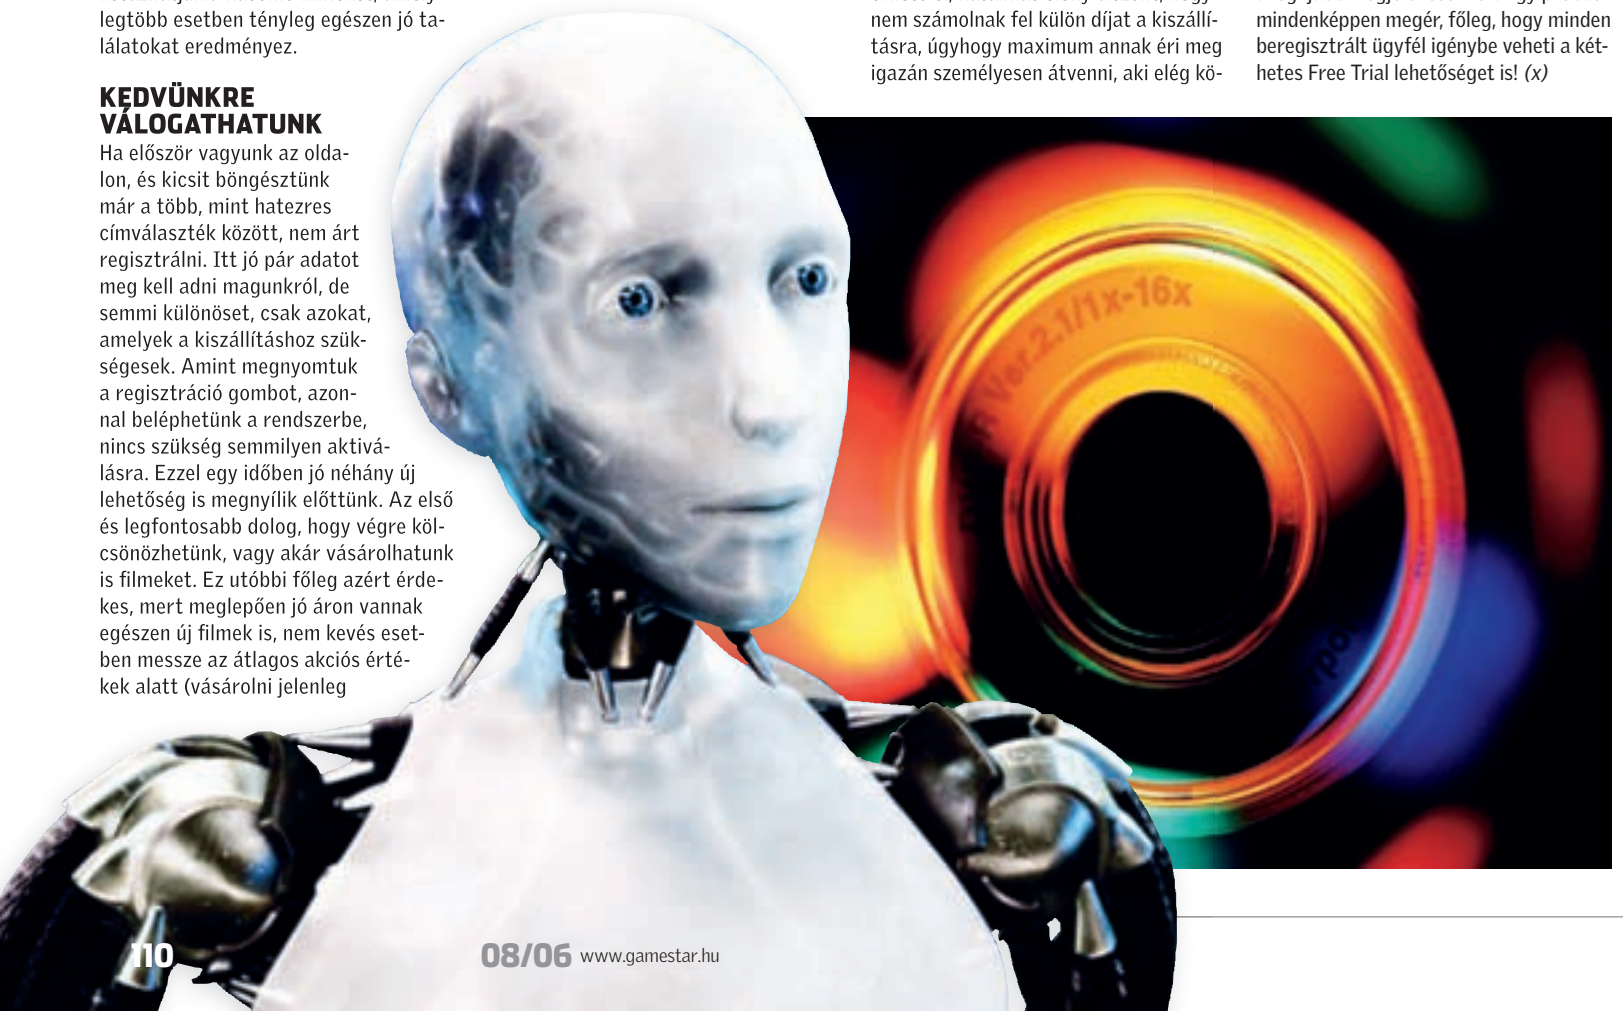 legtöbb esetben tényleg egészen jó ta-
lálatokat eredményez.
KEDVÜNKRE
VÁLOGATHATUNK
Ha először vagyunk az olda-
lon, és kicsit böngésztünk
már a több, mint hatezres
címválaszték között, nem árt
regisztrálni. Itt jó pár adatot
meg kell adni magunkról, de
semmi különöset, csak azokat,
amelyek a kiszállításhoz szük-
ségesek. Amint megnyomtuk
a regisztráció gombot, azon-
nal beléphetünk a rendszerbe,
nincs szükség semmilyen aktivá-
lásra. Ezzel egy időben jó néhány új
lehetőség is megnyílik előttünk. Az első
és legfontosabb dolog, hogy végre köl-
csönözhetünk, vagy akár vásárolhatunk
is filmeket. Ez utóbbi főleg azért érde-
kes, mert meglepően jó áron vannak
egészen új filmek is, nem kevés eset-
ben messze az átlagos akciós érté-
kek alatt (vásárolni jelenleg
nem számolnak fel külön díjat a kiszállí-
tásra, úgyhogy maximum annak éri meg
igazán személyesen átvenni, aki elég kö-
mindenképpen megér, főleg, hogy minden
beregisztrált ügyfél igénybe veheti a két-
hetes Free Trial lehetőséget is! (x)
Ver.2.1/1x-16x
110
08/06 www.gamestar.hu